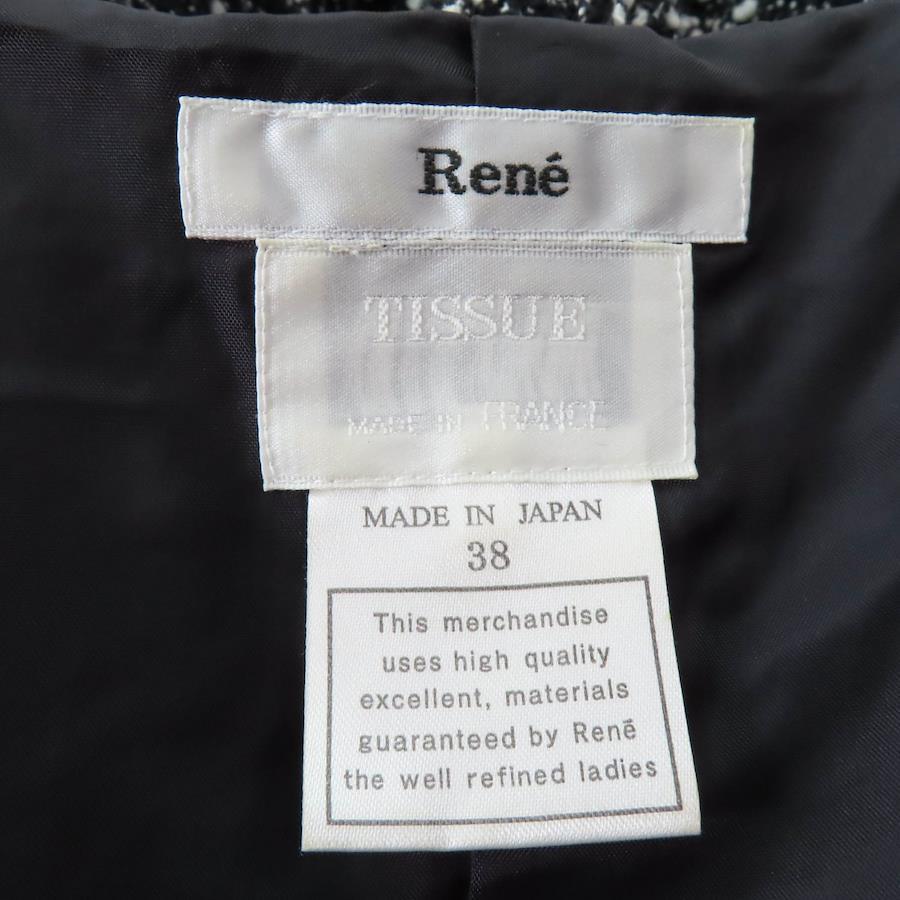 René
TISSUE
MADE IN FRANCE
MADE IN JAPAN
38
This merchandise
uses high quality
excellent, materials
guaranteed by René
the well refined ladies